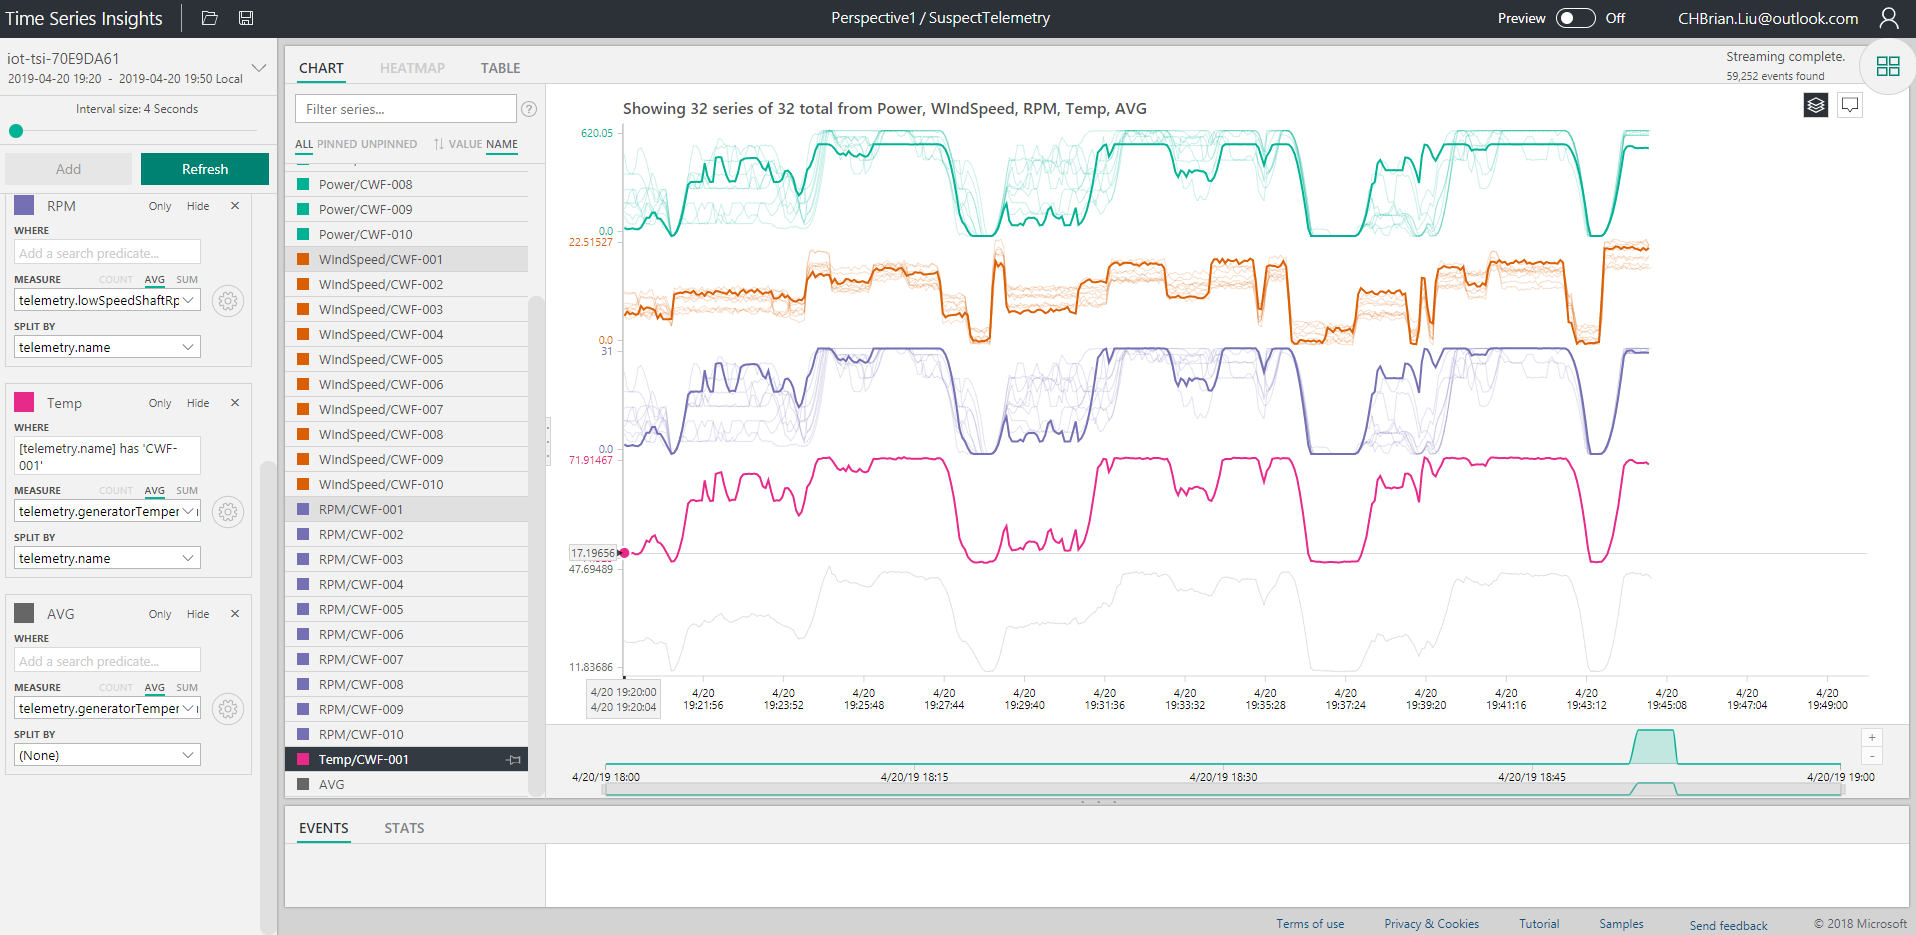 Time Series Insights
Perspective1 / SuspectTelemetry
Preview Off
CHBrian.Liu@outlook.com
iot-tsi-70E9DA61
2019-04-20 19:20 - 2019-04-20 19:50 Local
Interval size: 4 Seconds
Add Refresh
RPM Only Hide
WHERE
Add a search predicate...
MEASURE COUNT AVG SUM
telemetry.lowSpeedShaftRp
SPLIT BY
telemetry.name
Temp Only Hide
WHERE
[telemetry.name] has 'CWF-
001'
MEASURE COUNT AVG SUM
telemetry.generatorTemper
SPLIT BY
telemetry.name
AVG Only Hide
WHERE
Add a search predicate...
MEASURE COUNT AVG SUM
telemetry.generatorTemper
SPLIT BY
(None)
CHART HEATMAP TABLE
Streaming complete.
59,252 events found
Filter series...
?
ALL PINNED UNPINNED VALUE NAME
Power/CWF-008
Power/CWF-009
Power/CWF-010
WIndSpeed/CWF-001
WIndSpeed/CWF-002
WIndSpeed/CWF-003
WIndSpeed/CWF-004
WIndSpeed/CWF-005
WIndSpeed/CWF-006
WIndSpeed/CWF-007
WIndSpeed/CWF-008
WIndSpeed/CWF-009
WIndSpeed/CWF-010
RPM/CWF-001
RPM/CWF-002
RPM/CWF-003
RPM/CWF-004
RPM/CWF-005
RPM/CWF-006
RPM/CWF-007
RPM/CWF-008
RPM/CWF-009
RPM/CWF-010
Temp/CWF-001
AVG
Showing 32 series of 32 total from Power, WIndSpeed, RPM, Temp, AVG
620.05
0.0
22.51527
0.0
31
0.0
71.91467
17.19656
47.69489
11.83686
4/20 19:20:00
4/20 19:20:04
4/20 4/20 4/20 4/20 4/20 4/20 4/20 4/20 4/20 4/20 4/20 4/20 4/20 4/20 4/20
19:21:56 19:23:52 19:25:48 19:27:44 19:29:40 19:31:36 19:33:32 19:35:28 19:37:24 19:39:20 19:41:16 19:43:12 19:45:08 19:47:04 19:49:00
+
-
4/20/19 18:00 4/20/19 18:15 4/20/19 18:30 4/20/19 18:45 4/20/19 19:00
EVENTS STATS
Terms of use Privacy & Cookies Tutorial Samples Send feedback © 2018 Microsoft